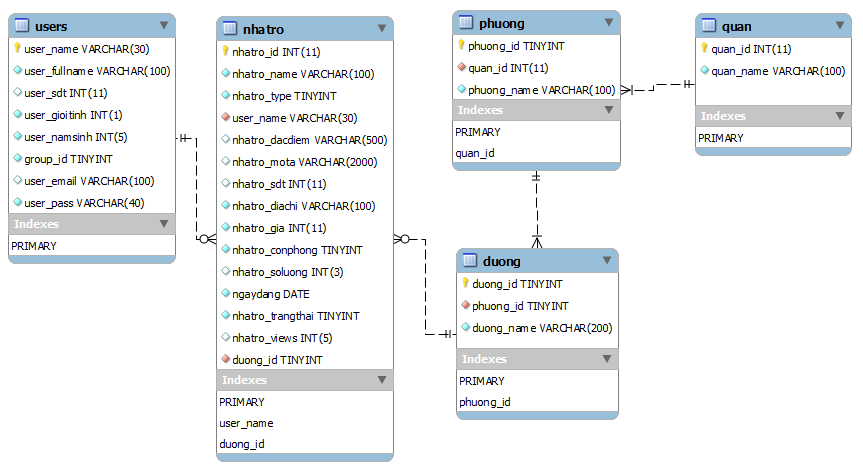 users
user_name VARCHAR(30)
user_fullname VARCHAR(100)
user_sdt INT(11)
user_gioitinh INT(1)
user_namsinh INT(5)
group_id TINYINT
user_email VARCHAR(100)
user_pass VARCHAR(40)
Indexes
PRIMARY
nhatro
nhatro_id INT(11)
nhatro_name VARCHAR(100)
nhatro_type TINYINT
user_name VARCHAR(30)
nhatro_dacdiem VARCHAR(500)
nhatro_mota VARCHAR(2000)
nhatro_sdt INT(11)
nhatro_diachi VARCHAR(100)
nhatro_gia INT(11)
nhatro_conphong TINYINT
nhatro_soluong INT(3)
ngaydang DATE
nhatro_trangthai TINYINT
nhatro_views INT(5)
duong_id TINYINT
Indexes
PRIMARY
user_name
duong_id
phuong
phuong_id TINYINT
quan_id INT(11)
phuong_name VARCHAR(100)
Indexes
PRIMARY
quan_id
quan
quan_id INT(11)
quan_name VARCHAR(100)
Indexes
PRIMARY
duong
duong_id TINYINT
phuong_id TINYINT
duong_name VARCHAR(200)
Indexes
PRIMARY
phuong_id